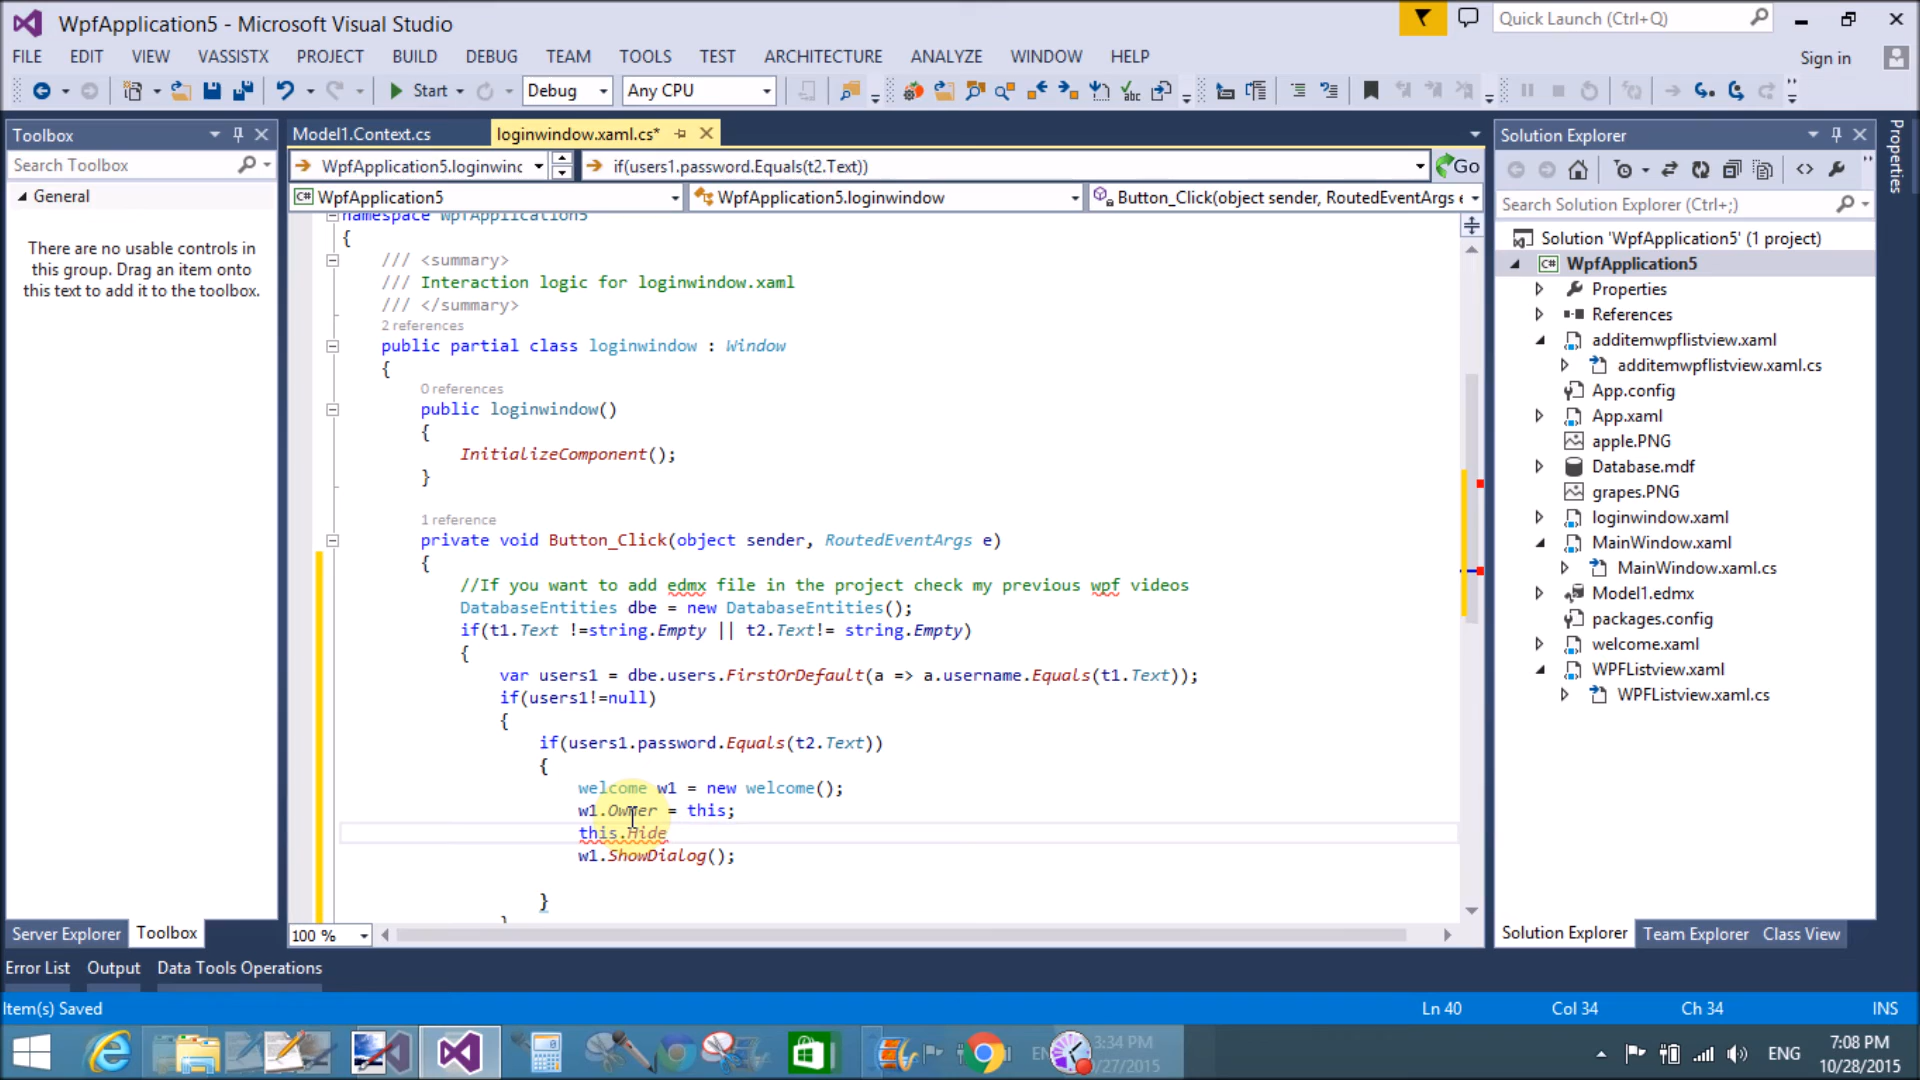 WpfApplication5 - Microsoft Visual Studio
Quick Launch (Ctrl+Q)
FILE EDIT VIEW VASSISTX PROJECT BUILD DEBUG TEAM TOOLS TEST ARCHITECTURE ANALYZE WINDOW HELP
Sign in
Start Debug Any CPU
Toolbox
Search Toolbox
General
There are no usable controls in
this group. Drag an item onto
this text to add it to the toolbox.
Server Explorer Toolbox
Model1.Context.cs loginwindow.xaml.cs*
WpfApplication5.loginwinc if(users1.password.Equals(t2.Text)) Go
WpfApplication5 WpfApplication5.loginwindow Button_Click(object sender, RoutedEventArgs e
namespace WpfApplication5
{
/// <summary>
/// Interaction logic for loginwindow.xaml
/// </summary>
2 references
public partial class loginwindow : Window
{
0 references
public loginwindow()
{
InitializeComponent();
}
1 reference
private void Button_Click(object sender, RoutedEventArgs e)
{
//If you want to add edmx file in the project check my previous wpf videos
DatabaseEntities dbe = new DatabaseEntities();
if(t1.Text !=string.Empty || t2.Text!= string.Empty)
{
var users1 = dbe.users.FirstOrDefault(a => a.username.Equals(t1.Text));
if(users1!=null)
{
if(users1.password.Equals(t2.Text))
{
welcome w1 = new welcome();
w1.Owner = this;
this.Hide
w1.ShowDialog();
}
}
100 %
Solution Explorer
Search Solution Explorer (Ctrl+;)
Solution 'WpfApplication5' (1 project)
WpfApplication5
Properties
References
additemwpflistview.xaml
additemwpflistview.xaml.cs
App.config
App.xaml
apple.PNG
Database.mdf
grapes.PNG
loginwindow.xaml
MainWindow.xaml
MainWindow.xaml.cs
Model1.edmx
packages.config
welcome.xaml
WPFListview.xaml
WPFListview.xaml.cs
Solution Explorer Team Explorer Class View
Properties
Error List Output Data Tools Operations
Item(s) Saved Ln 40 Col 34 Ch 34 INS
3:34 PM
10/27/2015
ENG
7:08 PM
10/28/2015